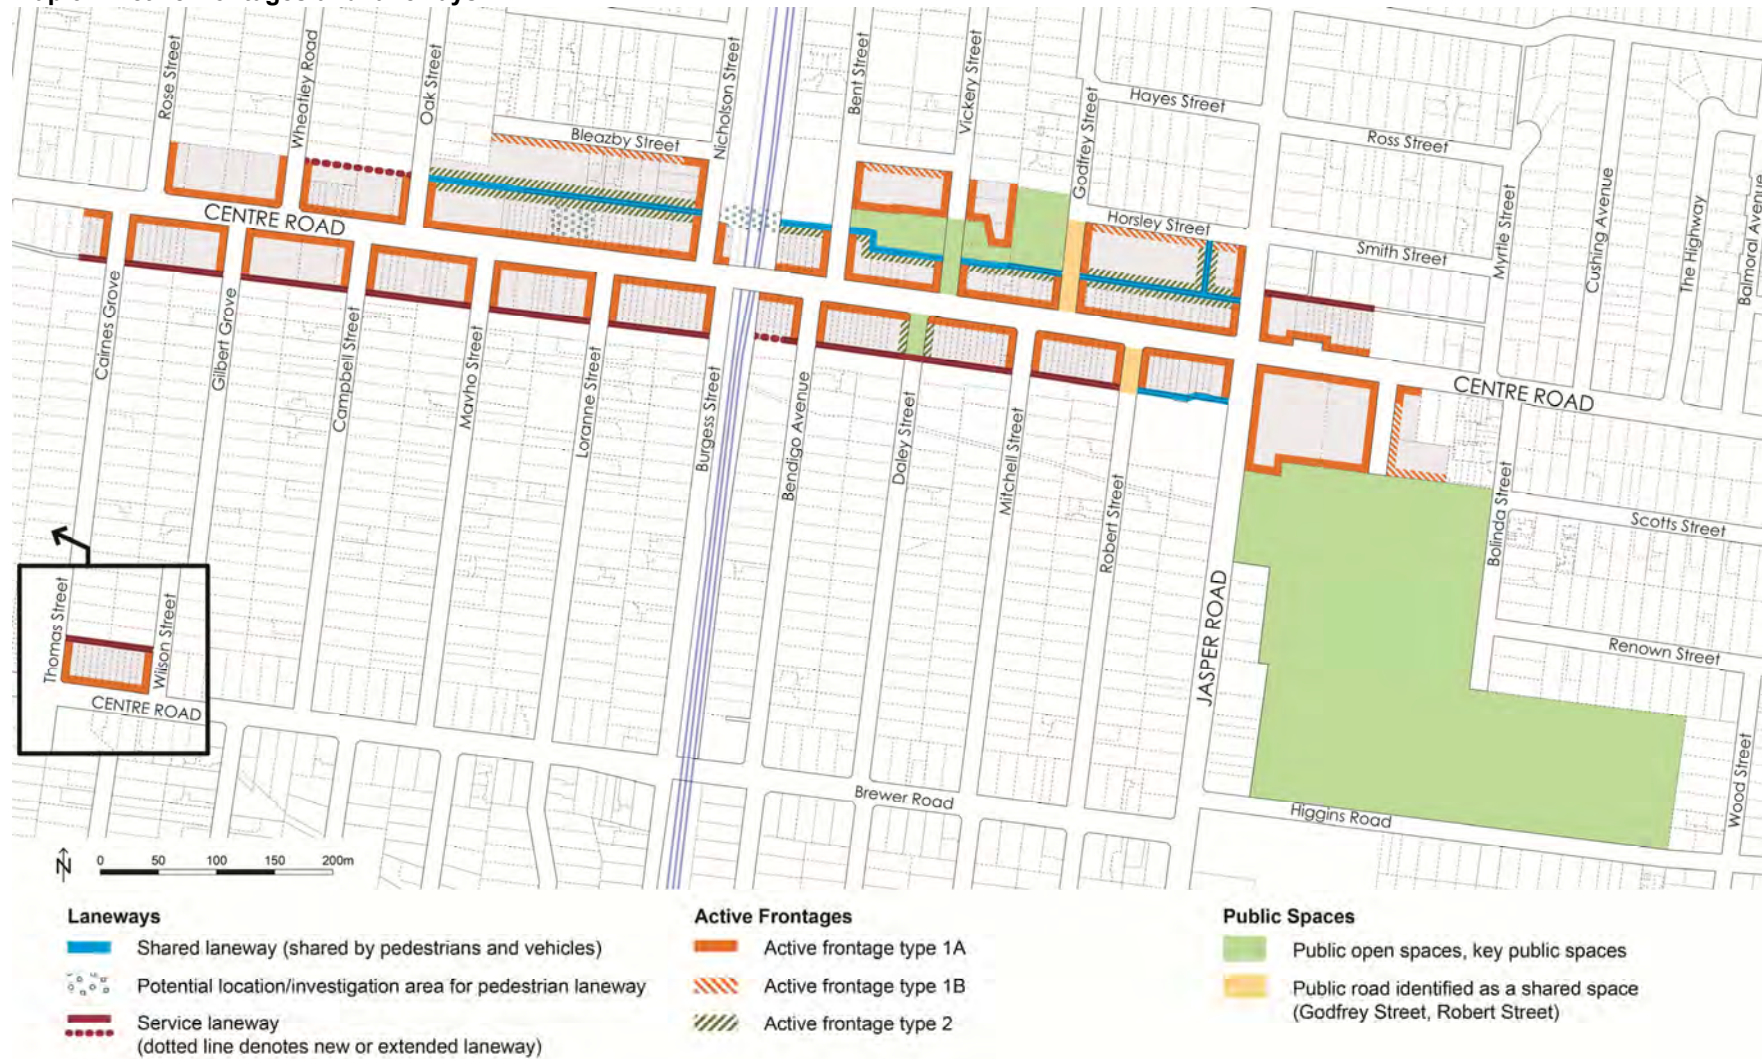 Rose Street
Wheatley Road
Oak Street
Nicholson Street
Bent Street
Vickery Street
Godfrey Street
Hayes Street
Ross Street
Bleazby Street
Horsley Street
Smith Street
Myrtle Street
Cushing Avenue
The Highway
Balmoral Avenue
CENTRE ROAD
Cairnes Grove
Gilbert Grove
Campbell Street
Mavho Street
Loranne Street
Burgess Street
Bendigo Avenue
Daley Street
Mitchell Street
Robert Street
JASPER ROAD
CENTRE ROAD
Bolinda Street
Scotts Street
Renown Street
Wood Street
Higgins Road
Brewer Road
Thomas Street
Wilson Street
CENTRE ROAD
N
0 50 100 150 200m
Laneways
Shared laneway (shared by pedestrians and vehicles)
Potential location/investigation area for pedestrian laneway
Service laneway
(dotted line denotes new or extended laneway)
Active Frontages
Active frontage type 1A
Active frontage type 1B
Active frontage type 2
Public Spaces
Public open spaces, key public spaces
Public road identified as a shared space
(Godfrey Street, Robert Street)